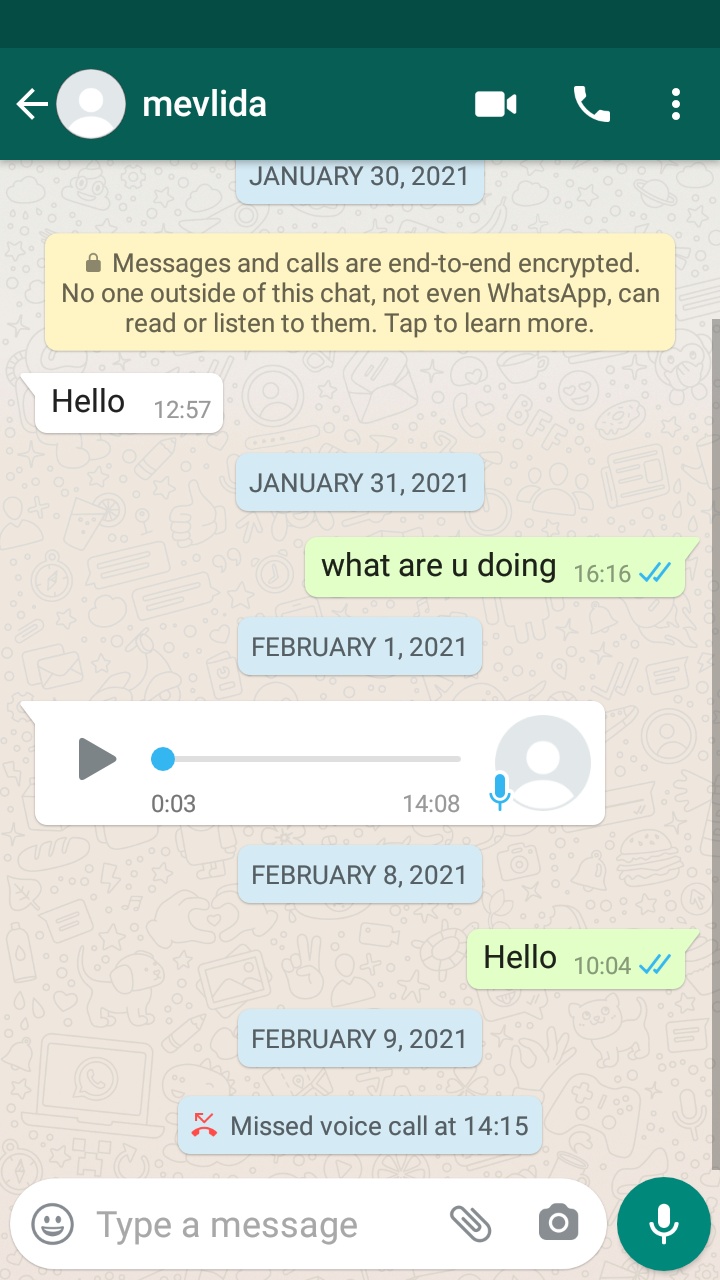 mevlida
JANUARY 30, 2021
Messages and calls are end-to-end encrypted.
No one outside of this chat, not even WhatsApp, can
read or listen to them. Tap to learn more.
Hello 12:57
JANUARY 31, 2021
what are u doing 16:16
FEBRUARY 1, 2021
0:03 14:08
FEBRUARY 8, 2021
Hello 10:04
FEBRUARY 9, 2021
Missed voice call at 14:15
Type a message